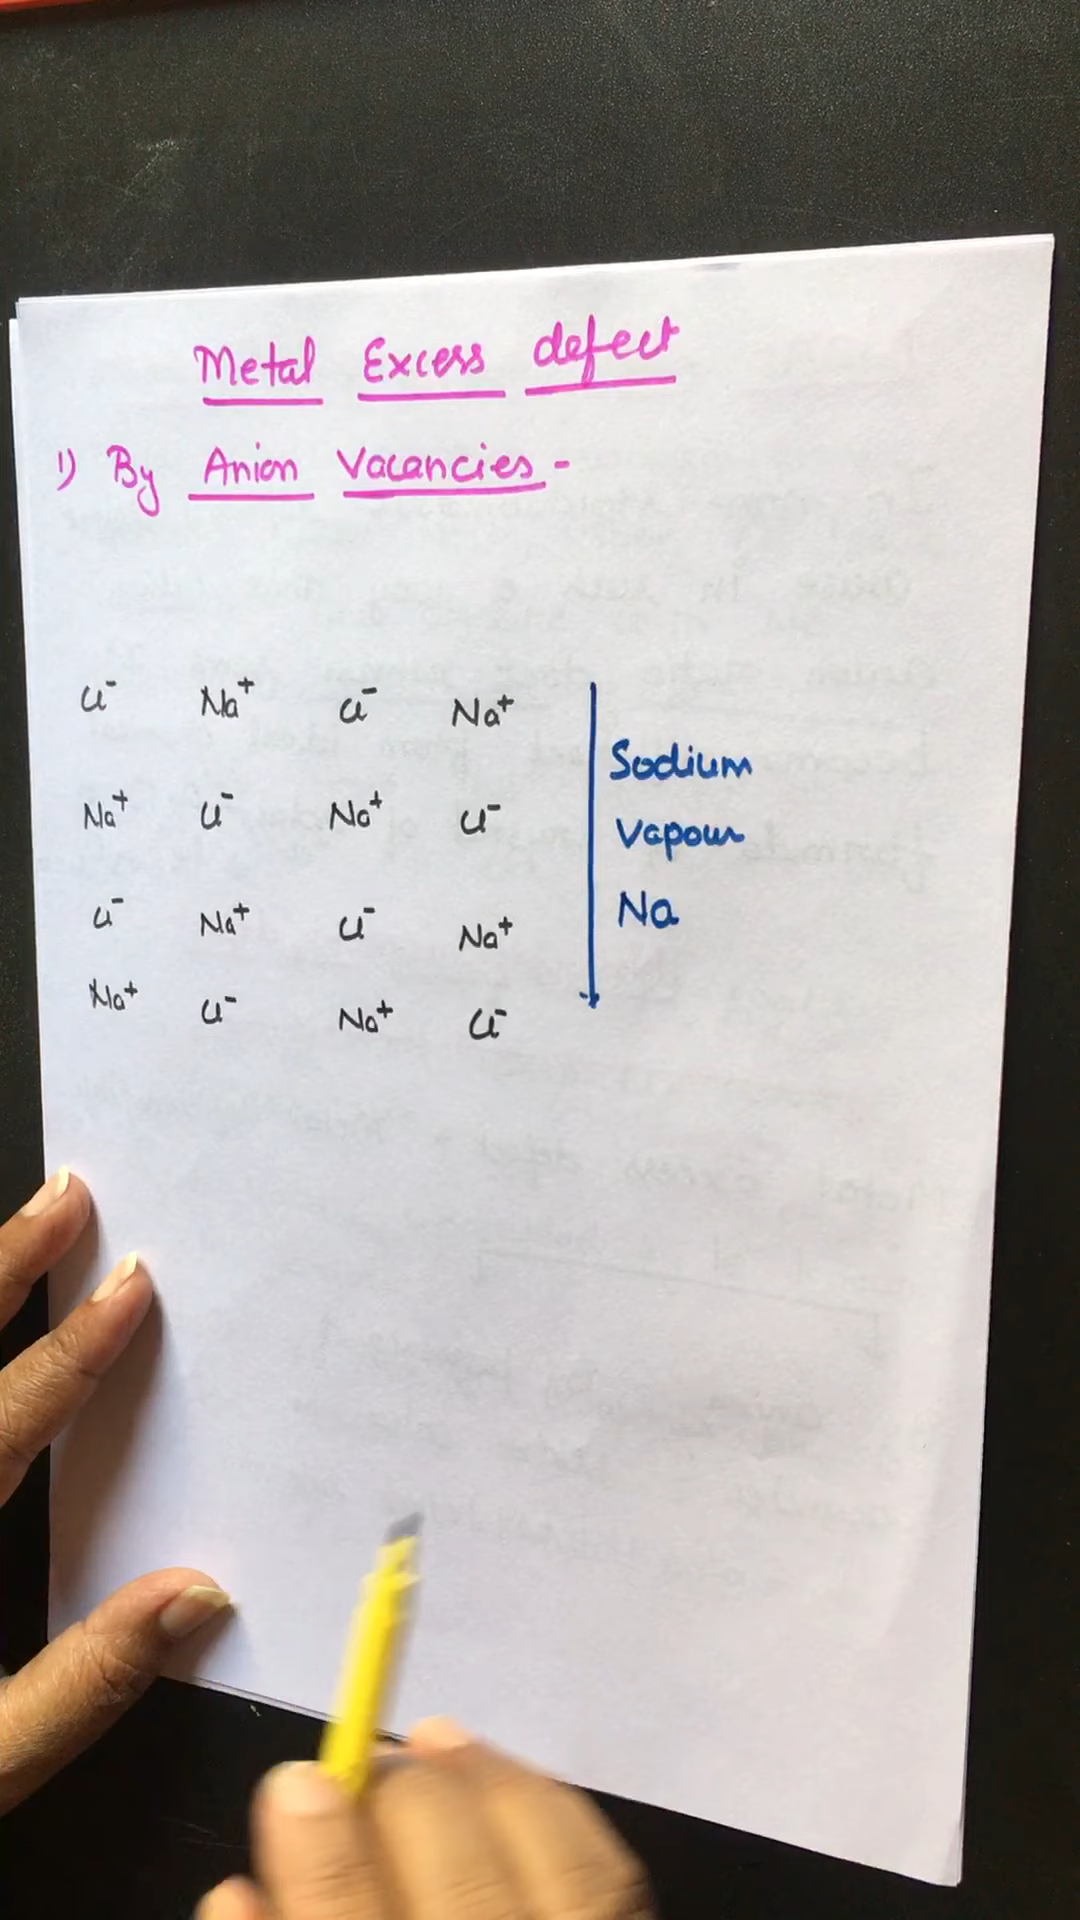 Metal Excess defect
1) By Anion Vacancies -
Cl⁻ Na⁺ Cl⁻ Na⁺
Na⁺ Cl⁻ Na⁺ Cl⁻
Cl⁻ Na⁺ Cl⁻ Na⁺
Na⁺ Cl⁻ Na⁺ Cl⁻
Sodium
Vapour
Na